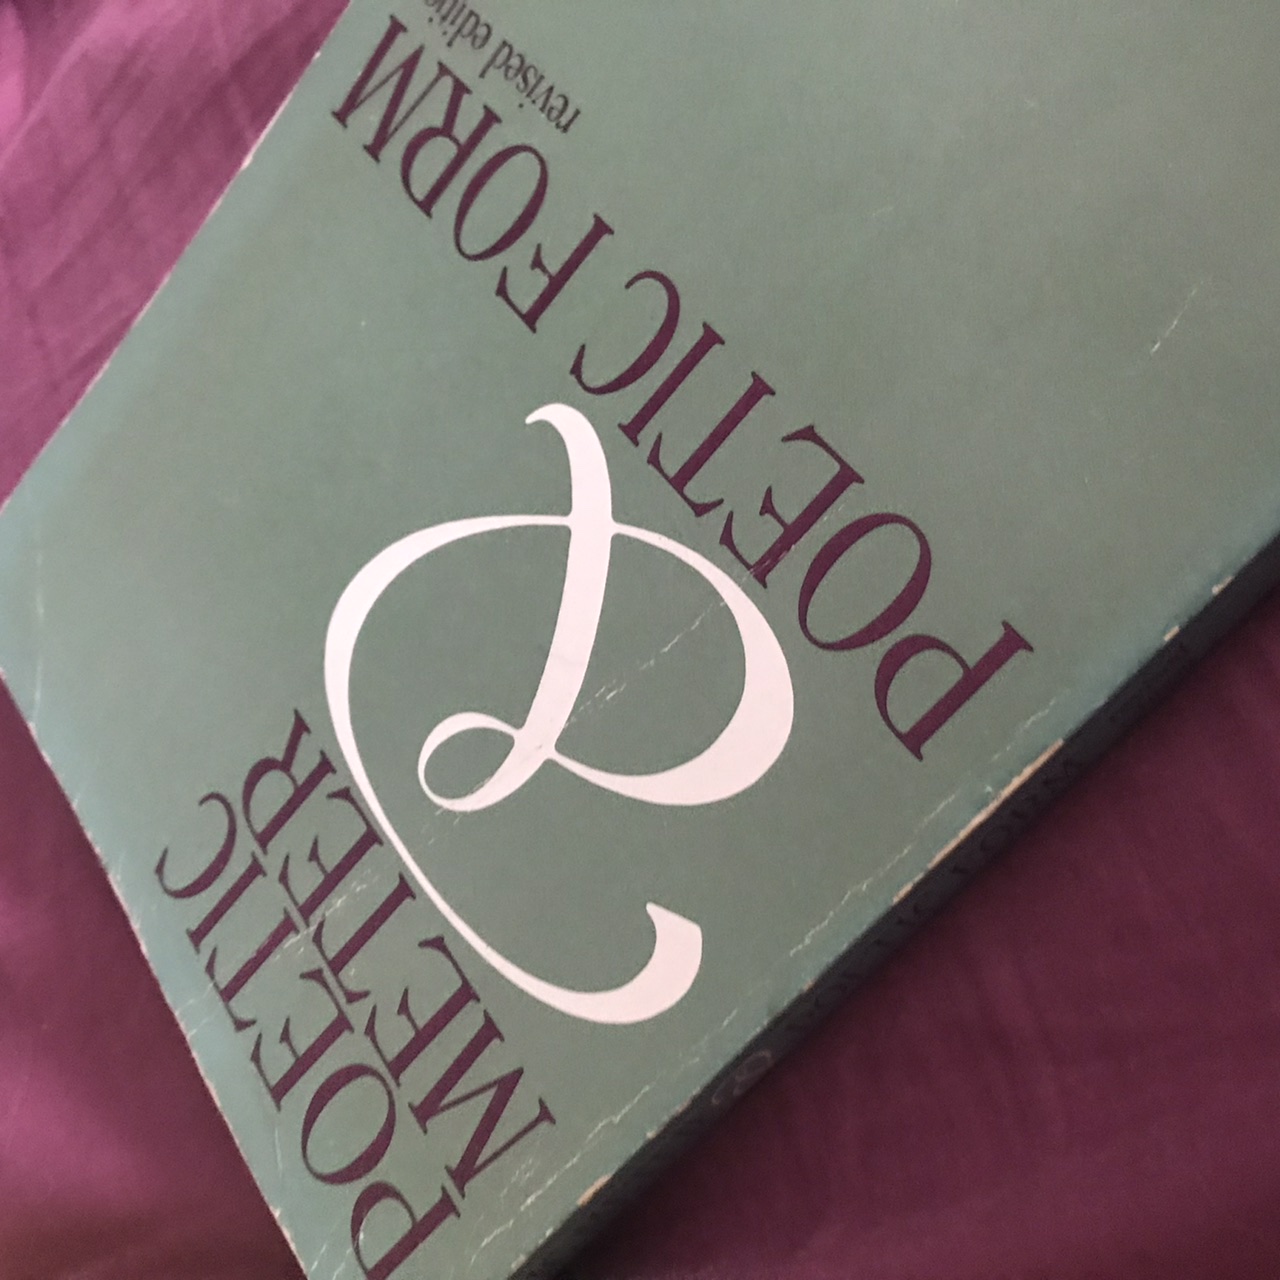 POETIC
METER
&
POETIC FORM
revised